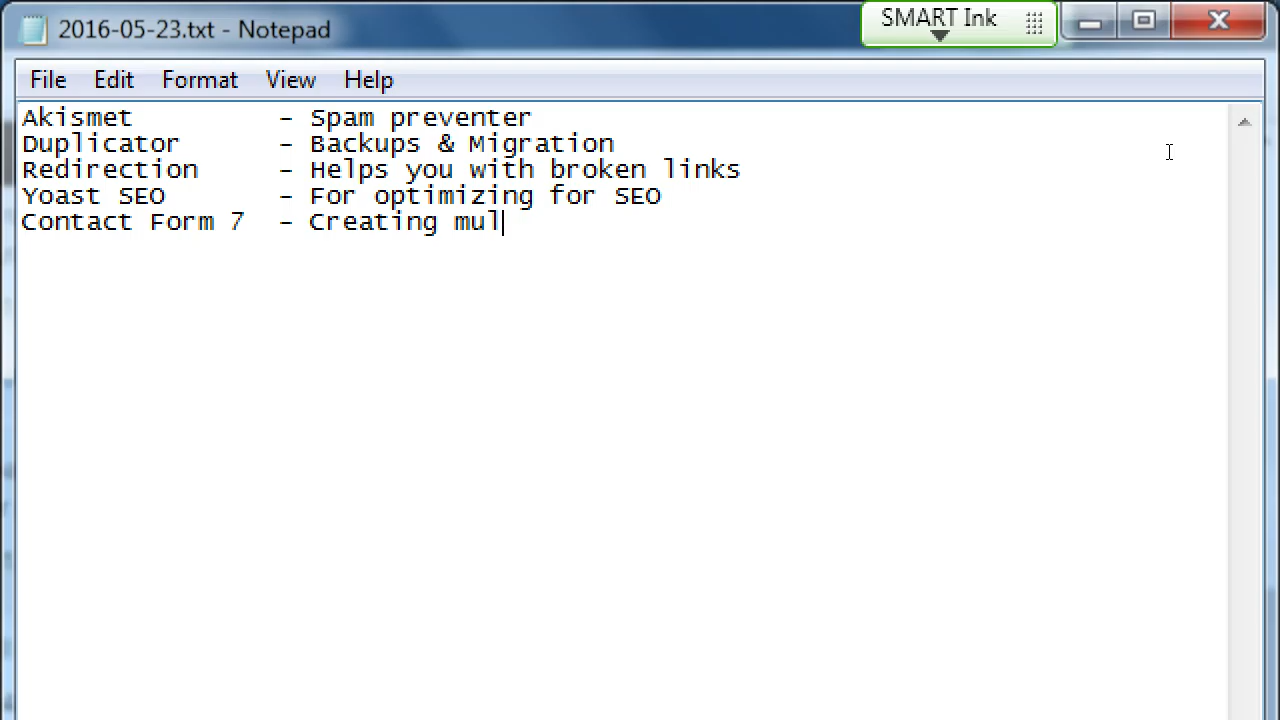 2016-05-23.txt - Notepad
SMART Ink
File Edit Format View Help
Akismet - Spam preventer
Duplicator - Backups & Migration
Redirection - Helps you with broken links
Yoast SEO - For optimizing for SEO
Contact Form 7 - Creating mul